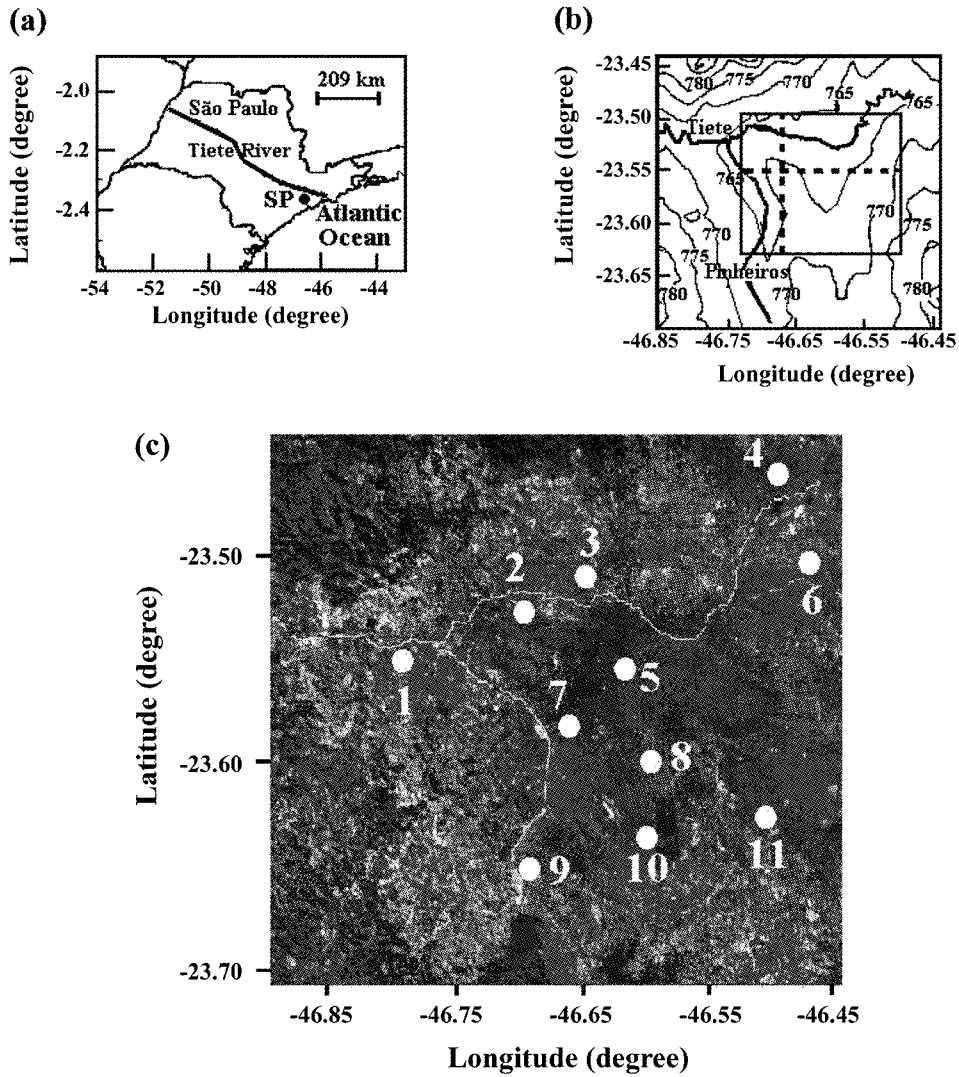 (a)
209 km
-2.0
São Paulo
Tiete River
-2.2
SP
-2.4
Atlantic
Ocean
-54 -52 -50 -48 -46 -44
Longitude (degree)
Latitude (degree)
(b)
-23.45
780 775 770
765 765
-23.50
Tiete
-23.55
765
770
-23.60
770 775
775
Pinheiros
-23.65
780 770 780
-46.85 -46.75 -46.65 -46.55 -46.45
Longitude (degree)
Latitude (degree)
(c)
4
-23.50
3
2
6
5
7
1
-23.60
8
11
10
9
-23.70
-46.85 -46.75 -46.65 -46.55 -46.45
Longitude (degree)
Latitude (degree)